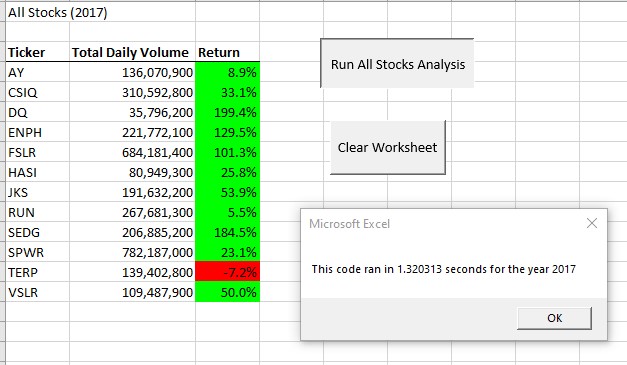 All Stocks (2017)
Ticker Total Daily Volume Return
AY 136,070,900 8.9%
CSIQ 310,592,800 33.1%
DQ 35,796,200 199.4%
ENPH 221,772,100 129.5%
FSLR 684,181,400 101.3%
HASI 80,949,300 25.8%
JKS 191,632,200 53.9%
RUN 267,681,300 5.5%
SEDG 206,885,200 184.5%
SPWR 782,187,000 23.1%
TERP 139,402,800 -7.2%
VSLR 109,487,900 50.0%
Run All Stocks Analysis
Clear Worksheet
Microsoft Excel
This code ran in 1.320313 seconds for the year 2017
OK